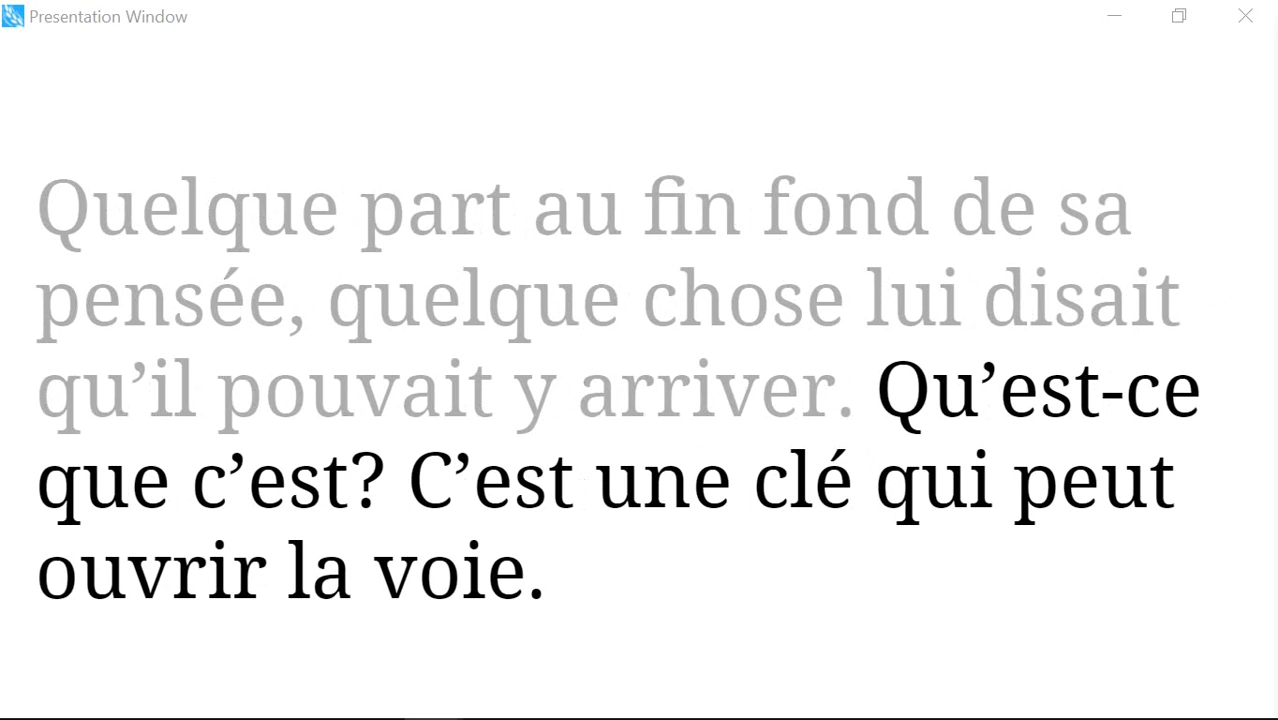 Presentation Window
Quelque part au fin fond de sa
pensée, quelque chose lui disait
qu’il pouvait y arriver. Qu’est-ce
que c’est? C’est une clé qui peut
ouvrir la voie.